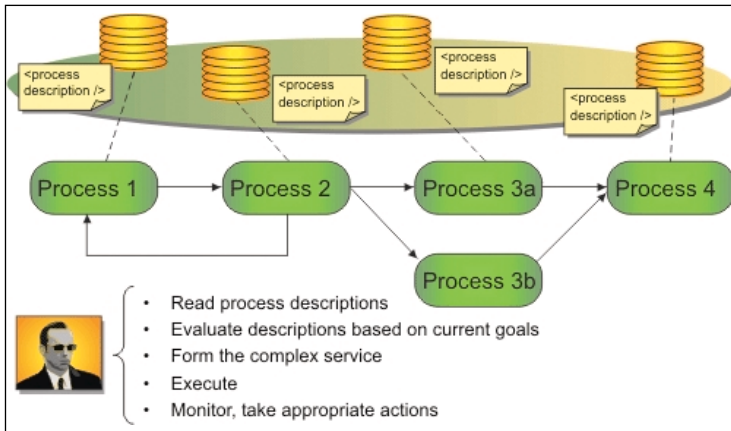 <process
description />
<process
description />
<process
description />
<process
description />
Process 1
Process 2
Process 3a
Process 4
Process 3b
• Read process descriptions
• Evaluate descriptions based on current goals
• Form the complex service
• Execute
• Monitor, take appropriate actions